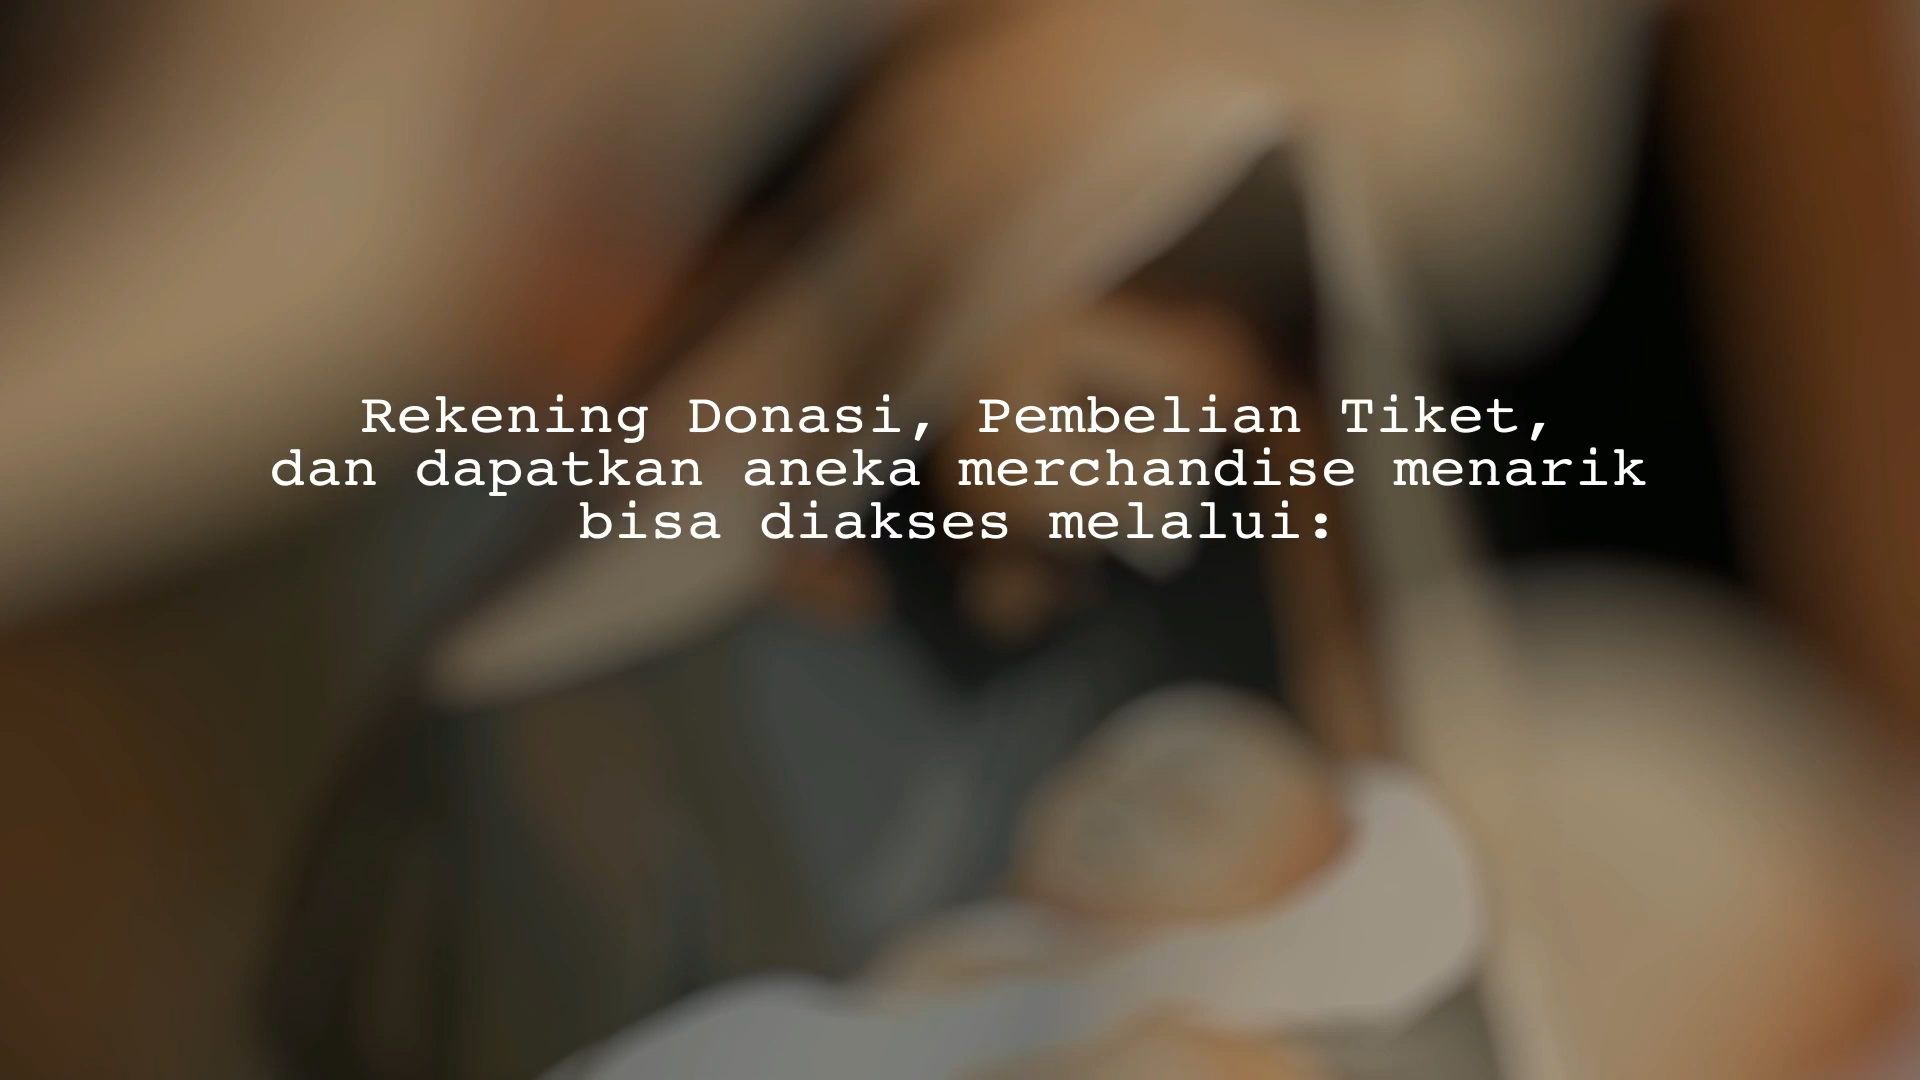 Rekening Donasi, Pembelian Tiket,
dan dapatkan aneka merchandise menarik
bisa diakses melalui: